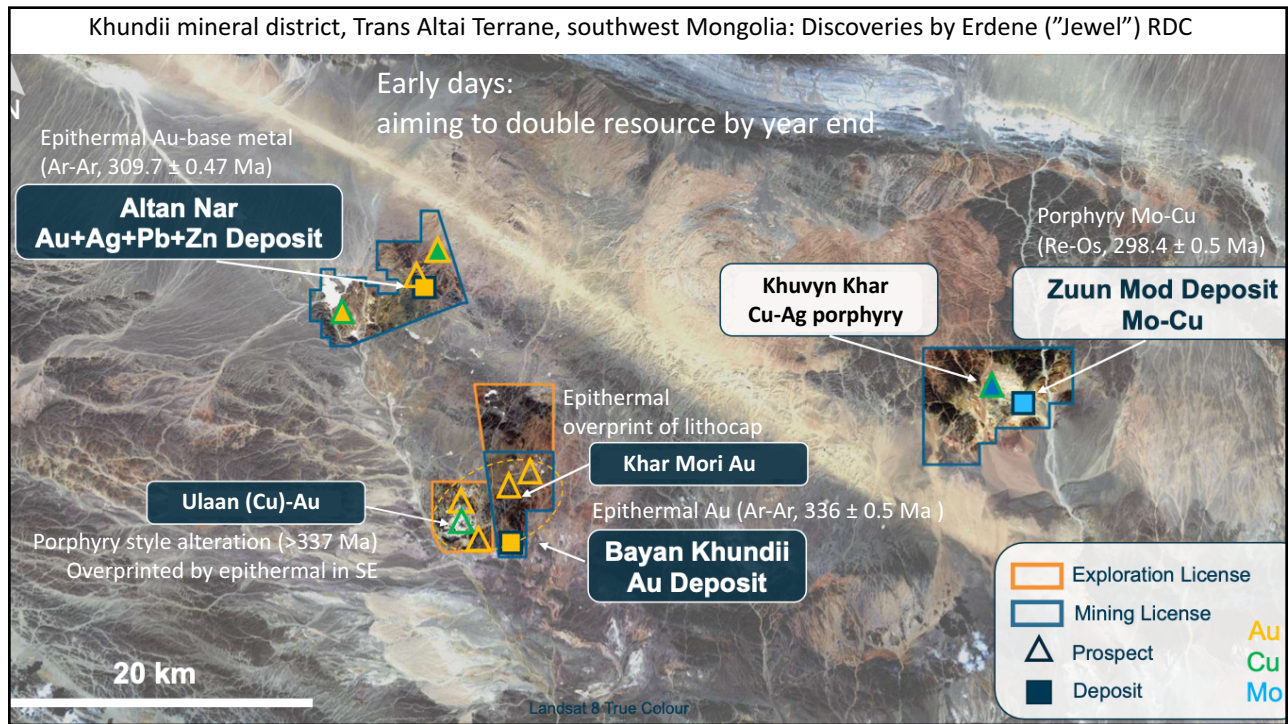 Khundii mineral district, Trans Altai Terrane, southwest Mongolia: Discoveries by Erdene (”Jewel”) RDC
Early days:
aiming to double resource by year end
N
Epithermal Au-base metal
(Ar-Ar, 309.7 ± 0.47 Ma)
Altan Nar
Au+Ag+Pb+Zn Deposit
Porphyry Mo-Cu
(Re-Os, 298.4 ± 0.5 Ma)
Zuun Mod Deposit
Mo-Cu
Khuvyn Khar
Cu-Ag porphyry
Epithermal
overprint of lithocap
Khar Mori Au
Ulaan (Cu)-Au
Porphyry style alteration (>337 Ma)
Overprinted by epithermal in SE
Epithermal Au (Ar-Ar, 336 ± 0.5 Ma )
Bayan Khundii
Au Deposit
Exploration License
Mining License
Prospect
Deposit
Au
Cu
Mo
20 km
Landsat 8 True Colour